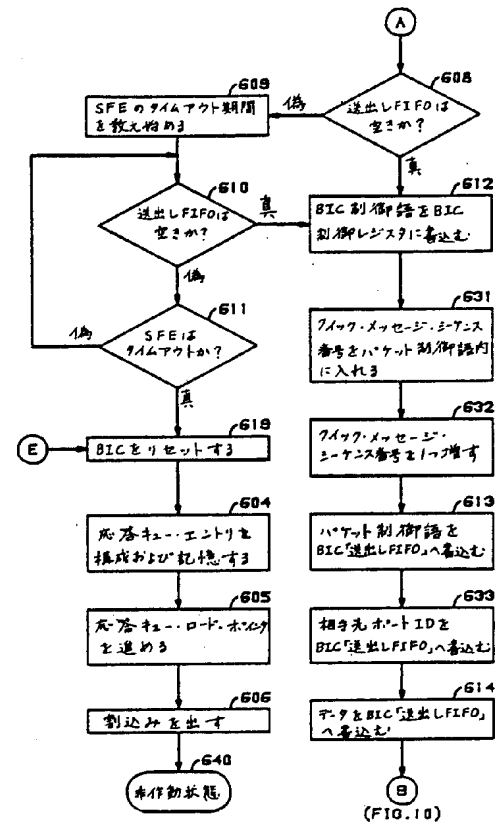 A
608
送出しFIFOは
空きか?
偽
真
609
SFEのタイムアウト期間
を数え始める
610
送出しFIFOは
空きか?
真
偽
611
SFEは
タイムアウトか?
偽
真
E
619
BICをリセットする
604
応答キュー・エントリを
構成および記憶する
605
応答キュー・ロード・ポインタ
を進める
606
割込みを出す
640
非作動状態
612
BIC制御語をBIC
制御レジスタに書込む
631
クイック・メッセージ・シーケンス
番号をパケット制御語内
に入れる
632
クイック・メッセージ・
シーケンス番号を1つ増す
613
パケット制御語を
BIC「送出しFIFO」へ書込む
633
相手先ポートIDを
BIC「送出しFIFO」へ書込む
614
データをBIC「送出しFIFO」
へ書込む
B
(FIG.10)